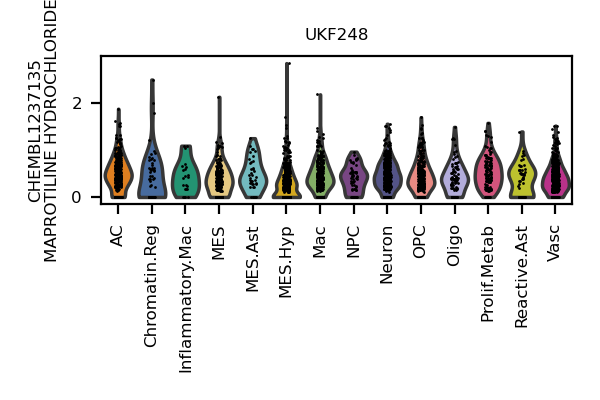 UKF248
CHEMBL1237135
MAPROTILINE HYDROCHLORIDE
2
0
AC
Chromatin.Reg
Inflammatory.Mac
MES
MES.Ast
MES.Hyp
Mac
NPC
Neuron
OPC
Oligo
Prolif.Metab
Reactive.Ast
Vasc